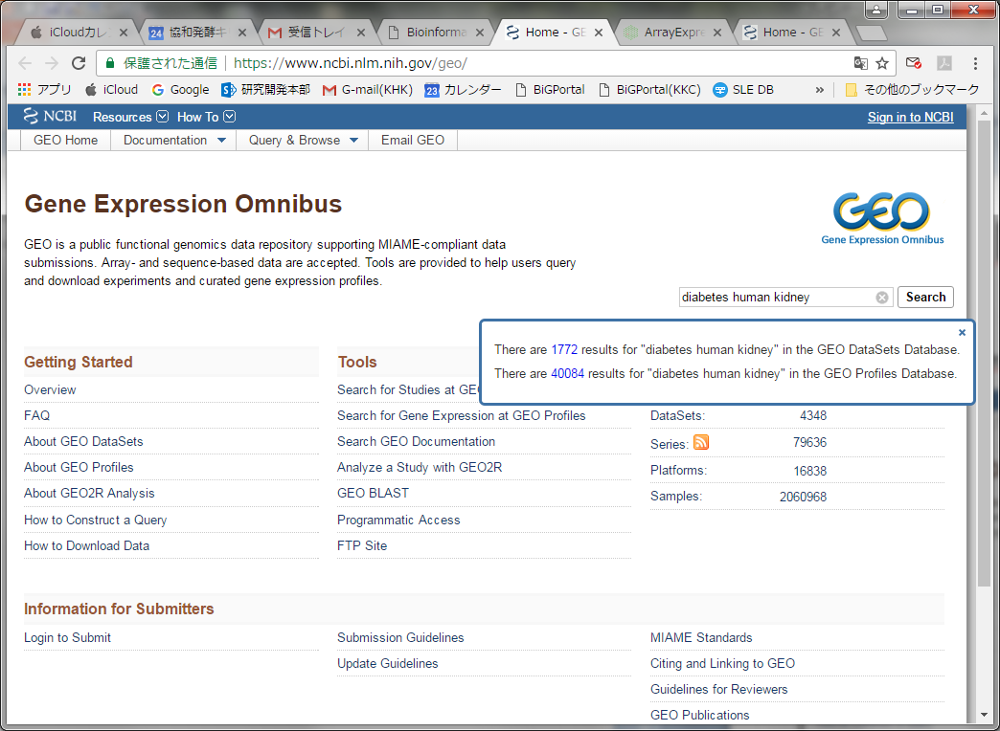 iCloudカレ
24 協和発酵キ
受信トレイ
Bioinforma
Home - GE
ArrayExpre
Home - GE
保護された通信 https://www.ncbi.nlm.nih.gov/geo/
アプリ iCloud Google 研究開発本部 G-mail(KHK) 23 カレンダー BiGPortal BiGPortal(KKC) SLE DB » その他のブックマーク
NCBI Resources How To Sign in to NCBI
GEO Home Documentation Query & Browse Email GEO
Gene Expression Omnibus
GEO is a public functional genomics data repository supporting MIAME-compliant data
submissions. Array- and sequence-based data are accepted. Tools are provided to help users query
and download experiments and curated gene expression profiles.
GEO
Gene Expression Omnibus
diabetes human kidney Search
There are 1772 results for "diabetes human kidney" in the GEO DataSets Database.
There are 40084 results for "diabetes human kidney" in the GEO Profiles Database.
Getting Started
Overview
FAQ
About GEO DataSets
About GEO Profiles
About GEO2R Analysis
How to Construct a Query
How to Download Data
Tools
Search for Studies at GEO
Search for Gene Expression at GEO Profiles
Search GEO Documentation
Analyze a Study with GEO2R
GEO BLAST
Programmatic Access
FTP Site
DataSets: 4348
Series: 79636
Platforms: 16838
Samples: 2060968
Information for Submitters
Login to Submit
Submission Guidelines
Update Guidelines
MIAME Standards
Citing and Linking to GEO
Guidelines for Reviewers
GEO Publications